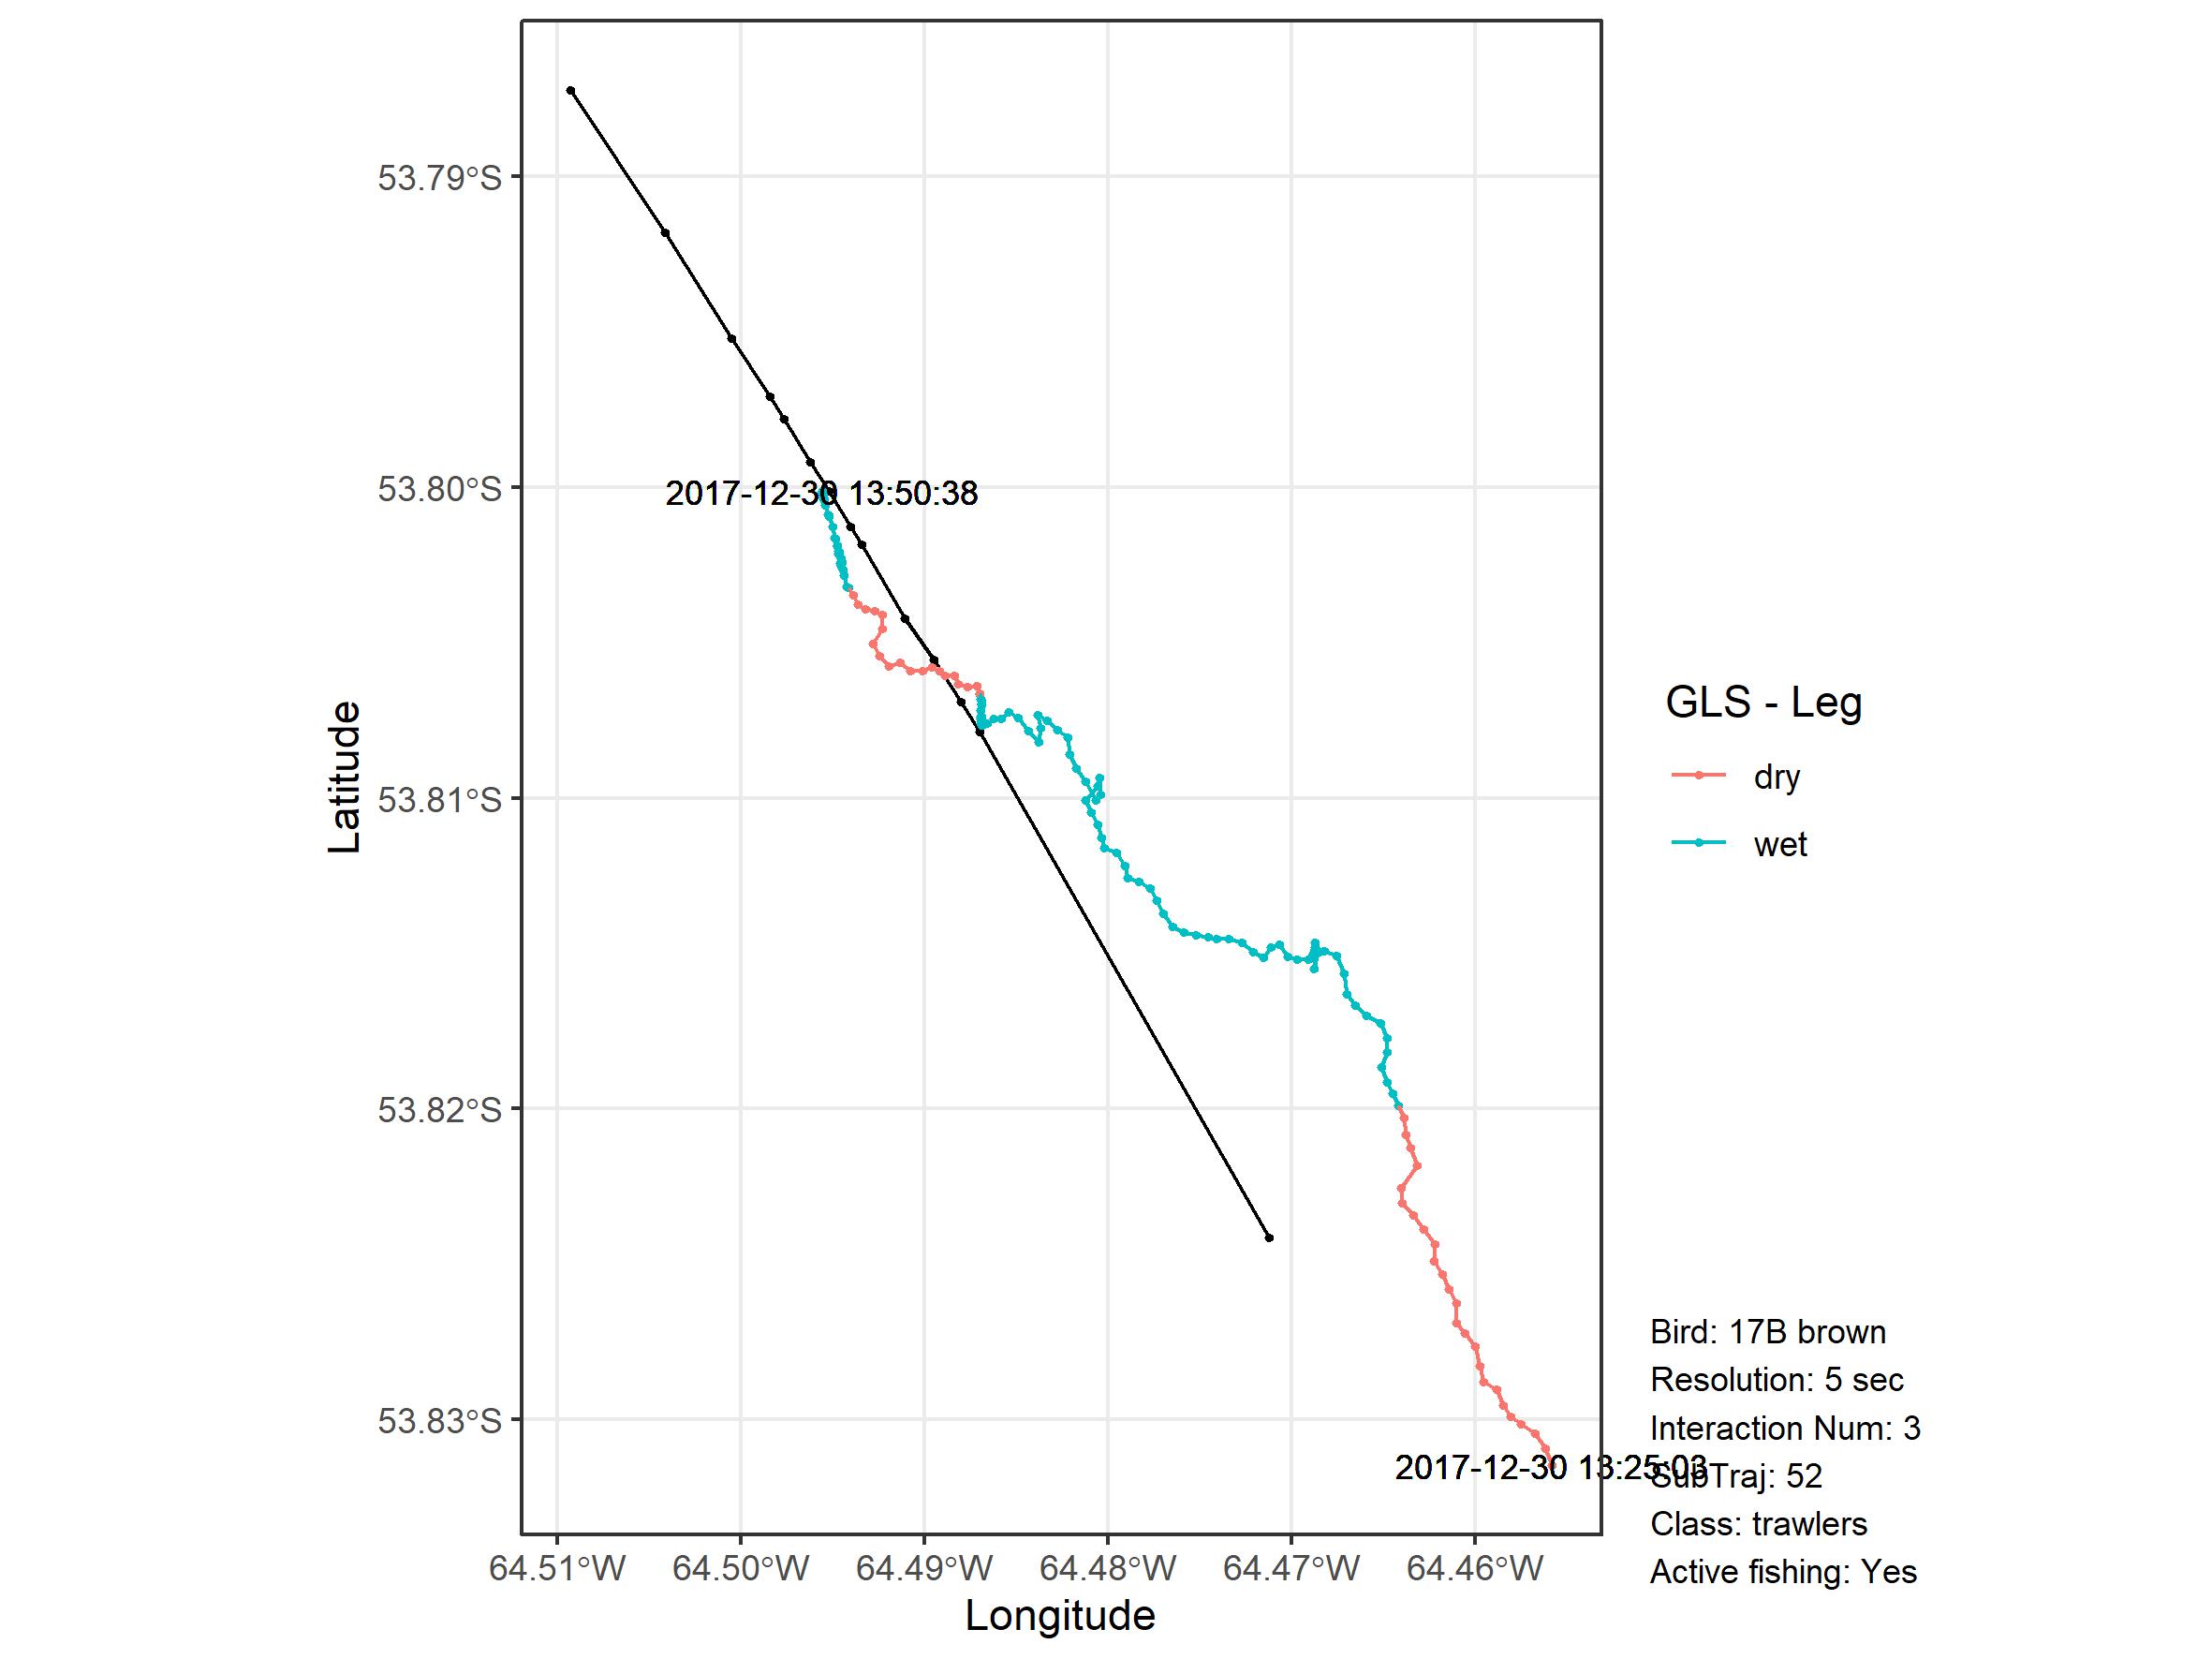 53.79°S
2017-12-30 13:50:38
53.80°S
Latitude
GLS - Leg
dry
wet
53.81°S
53.82°S
53.83°S
2017-12-30 13:25:03
Bird: 17B brown
Resolution: 5 sec
Interaction Num: 3
SubTraj: 52
Class: trawlers
Active fishing: Yes
64.51°W 64.50°W 64.49°W 64.48°W 64.47°W 64.46°W
Longitude